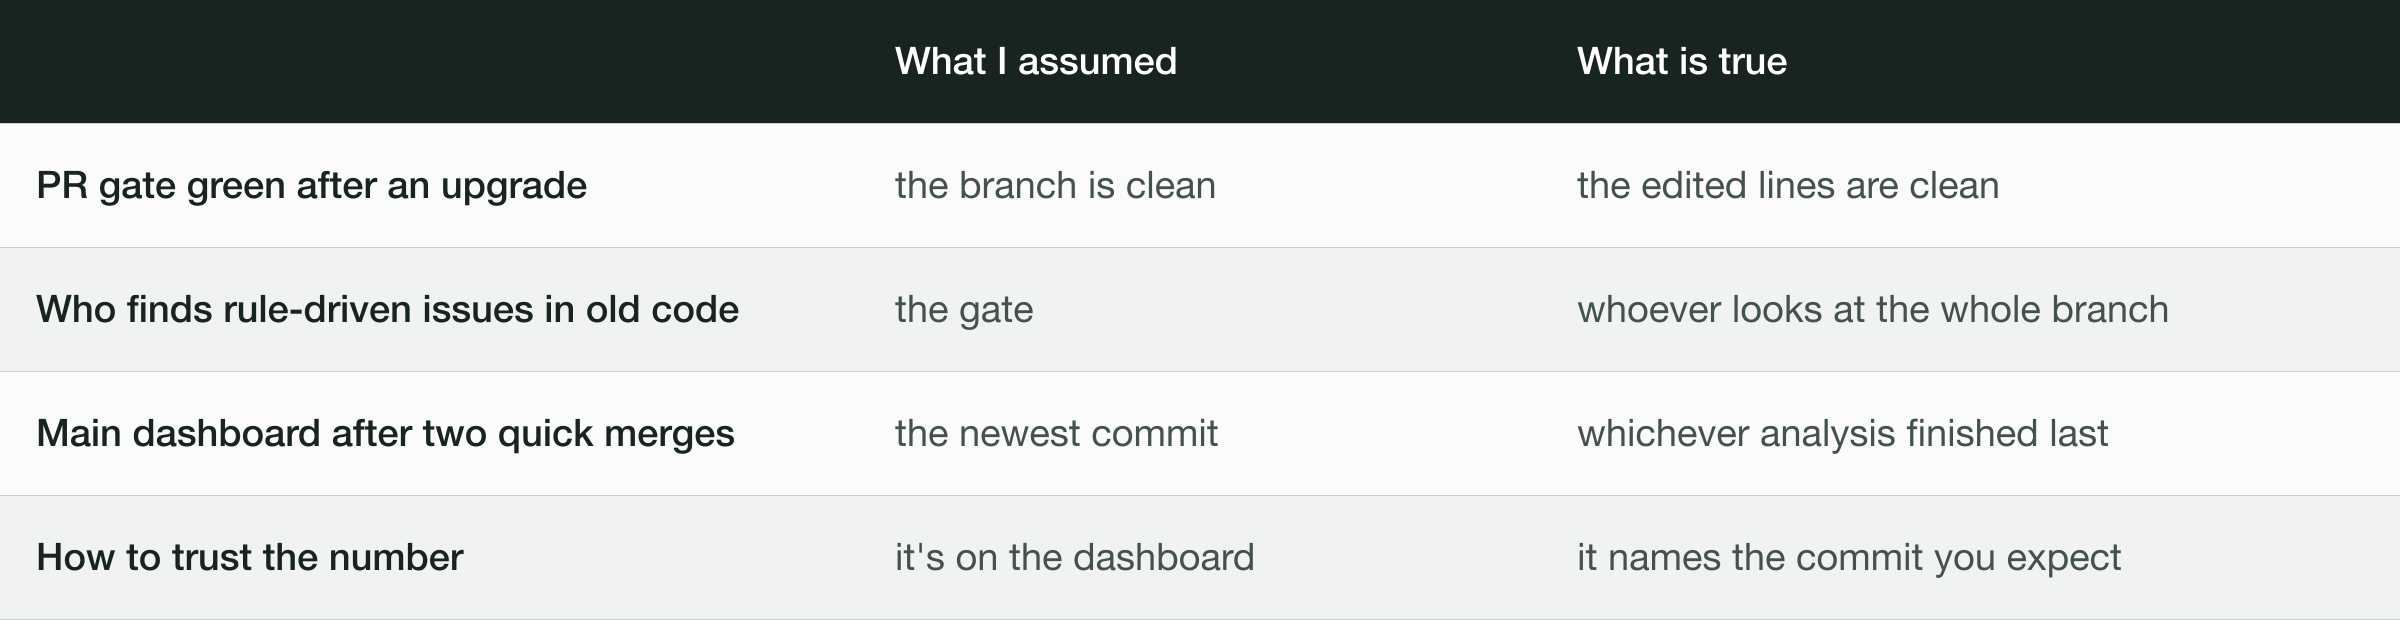 What I assumed What is true
PR gate green after an upgrade the branch is clean the edited lines are clean
Who finds rule-driven issues in old code the gate whoever looks at the whole branch
Main dashboard after two quick merges the newest commit whichever analysis finished last
How to trust the number it's on the dashboard it names the commit you expect